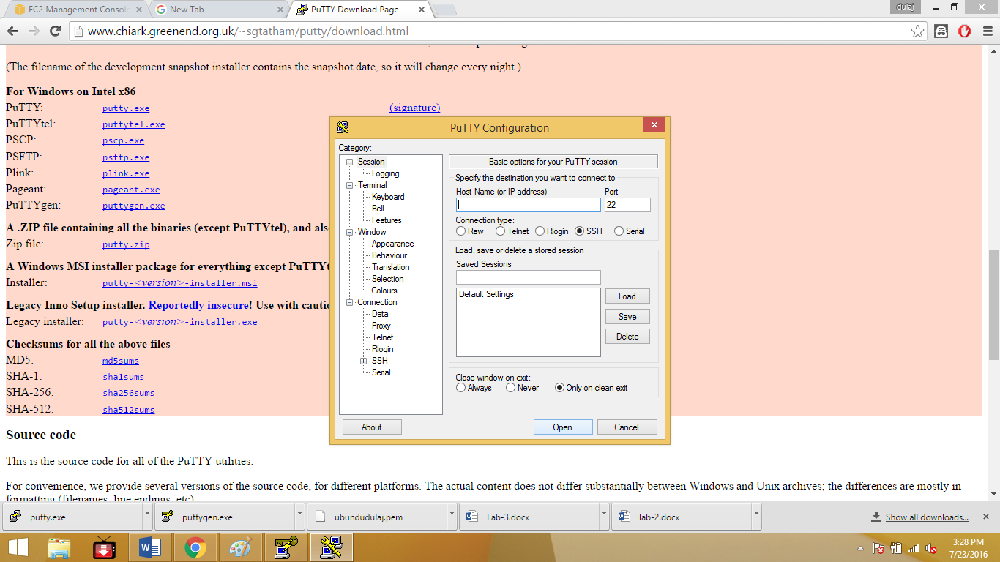 EC2 Management Console
New Tab
PuTTY Download Page
dulaj
www.chiark.greenend.org.uk/~sgtatham/putty/download.html
(The filename of the development snapshot installer contains the snapshot date, so it will change every night.)
For Windows on Intel x86
PuTTY: putty.exe (signature)
PuTTYtel: puttytel.exe
PSCP: pscp.exe
PSFTP: psftp.exe
Plink: plink.exe
Pageant: pageant.exe
PuTTYgen: puttygen.exe
A .ZIP file containing all the binaries (except PuTTYtel), and als
Zip file: putty.zip
A Windows MSI installer package for everything except PuTTYt
Installer: putty-<version>-installer.msi
Legacy Inno Setup installer. Reportedly insecure! Use with cauti
Legacy installer: putty-<version>-installer.exe
Checksums for all the above files
MD5: md5sums
SHA-1: sha1sums
SHA-256: sha256sums
SHA-512: sha512sums
Source code
This is the source code for all of the PuTTY utilities.
For convenience, we provide several versions of the source code, for different platforms. The actual content does not differ substantially between Windows and Unix archives; the differences are mostly in
formatting (filenames, line endings, etc)
PuTTY Configuration
Category:
Session
Logging
Terminal
Keyboard
Bell
Features
Window
Appearance
Behaviour
Translation
Selection
Colours
Connection
Data
Proxy
Telnet
Rlogin
SSH
Serial
Basic options for your PuTTY session
Specify the destination you want to connect to
Host Name (or IP address) Port
22
Connection type:
Raw Telnet Rlogin SSH Serial
Load, save or delete a stored session
Saved Sessions
Default Settings
Load
Save
Delete
Close window on exit:
Always Never Only on clean exit
About Open Cancel
putty.exe
puttygen.exe
ubundudulaj.pem
Lab-3.docx
lab-2.docx
Show all downloads...
3:28 PM
7/23/2016